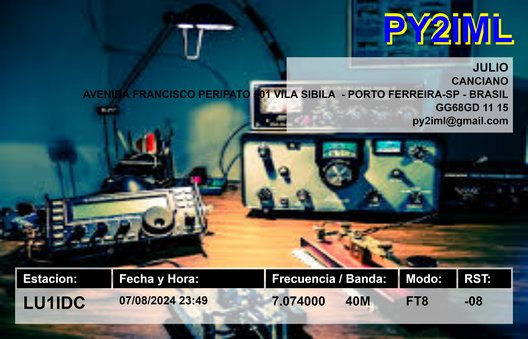 PY2IML
JULIO
CANCIANO
AVENIDA FRANCISCO PERIPATO 401 VILA SIBILA - PORTO FERREIRA-SP - BRASIL
GG68GD 11 15
py2iml@gmail.com
Estacion: Fecha y Hora: Frecuencia / Banda: Modo: RST:
LU1IDC 07/08/2024 23:49 7.074000 40M FT8 -08